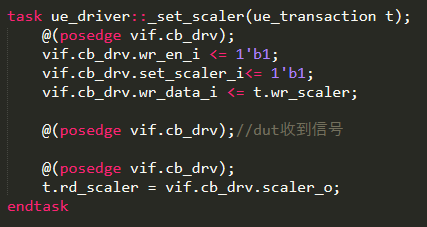 task ue_driver::_set_scaler(ue_transaction t);
@(posedge vif.cb_drv);
vif.cb_drv.wr_en_i <= 1'b1;
vif.cb_drv.set_scaler_i<= 1'b1;
vif.cb_drv.wr_data_i <= t.wr_scaler;
@(posedge vif.cb_drv);//dut收到信号
@(posedge vif.cb_drv);
t.rd_scaler = vif.cb_drv.scaler_o;
endtask